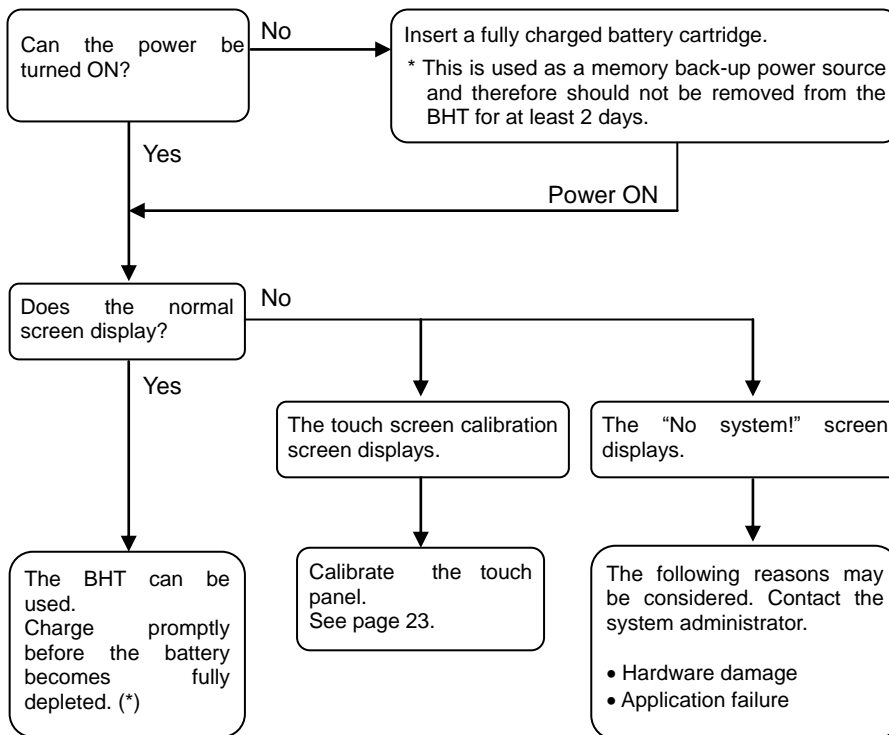 Can the power be
turned ON?
No
Insert a fully charged battery cartridge.
* This is used as a memory back-up power source
and therefore should not be removed from the
BHT for at least 2 days.
Yes
Power ON
Does the normal
screen display?
No
Yes
The touch screen calibration
screen displays.
The “No system!” screen
displays.
The BHT can be
used.
Charge promptly
before the battery
becomes fully
depleted. (*)
Calibrate the touch
panel.
See page 23.
The following reasons may
be considered. Contact the
system administrator.
• Hardware damage
• Application failure